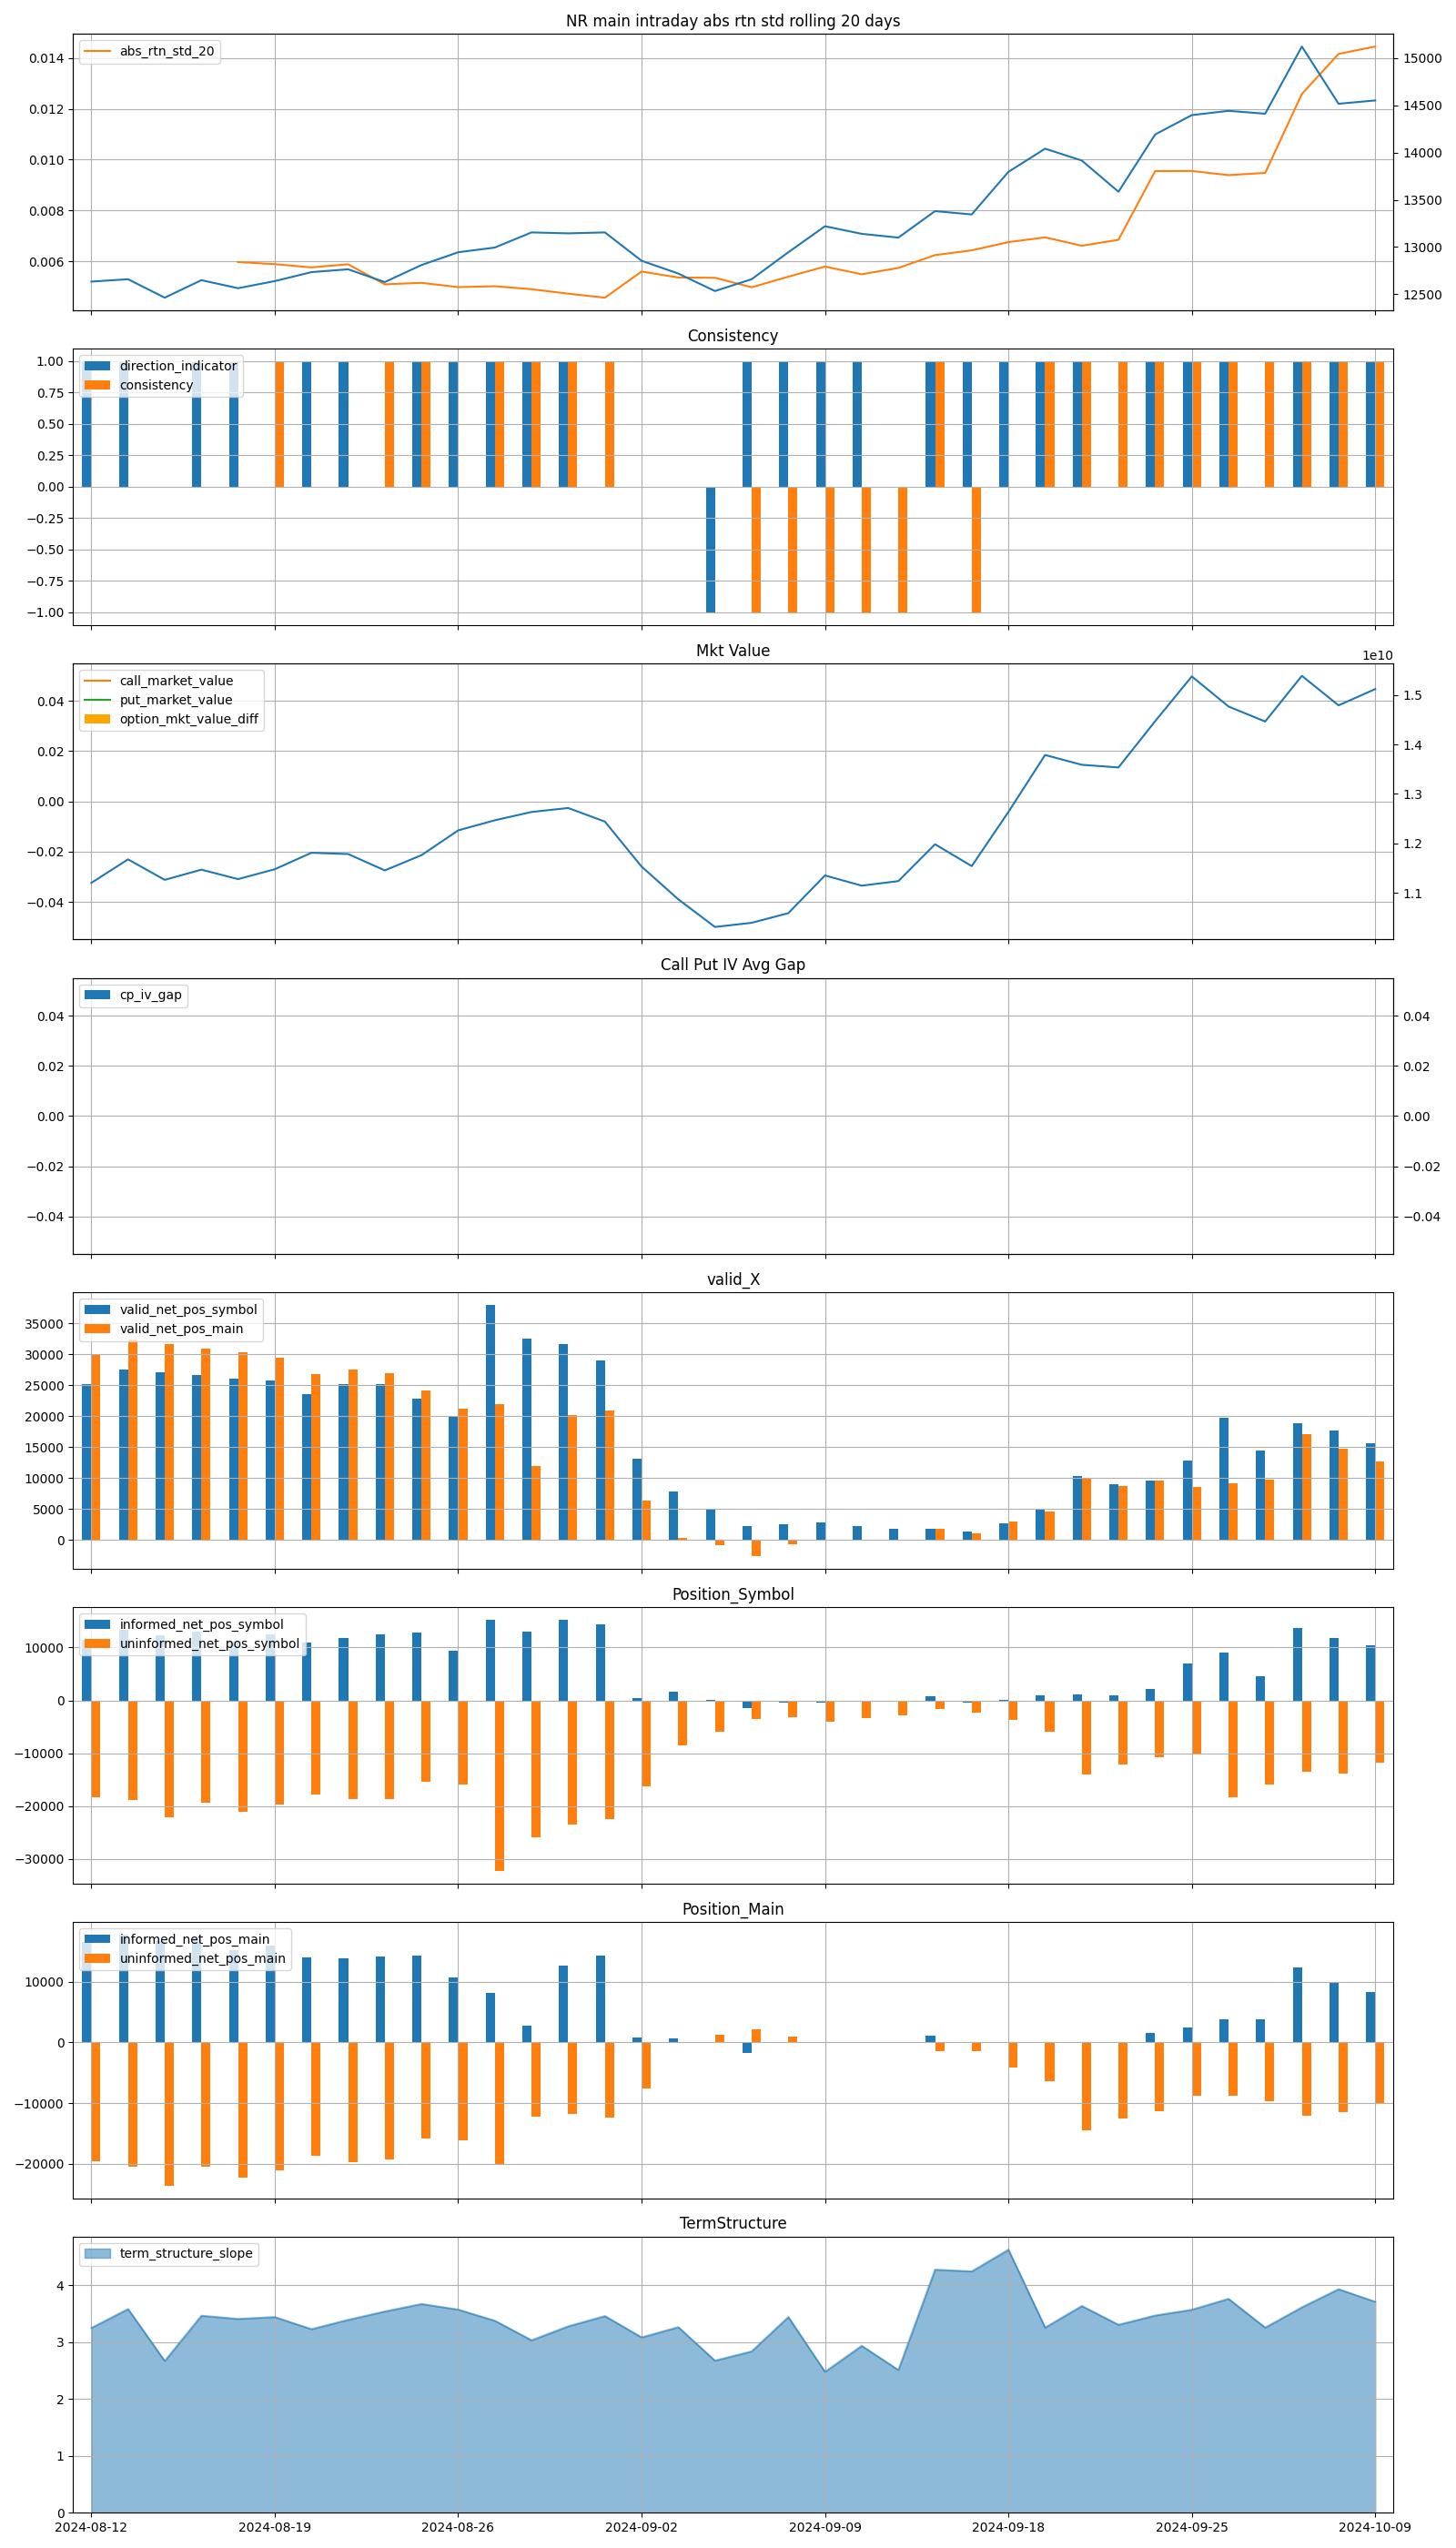 NR main intraday abs rtn std rolling 20 days
abs_rtn_std_20
0.014
0.012
0.010
0.008
0.006
15000
14500
14000
13500
13000
12500
Consistency
direction_indicator
consistency
1.00
0.75
0.50
0.25
0.00
−0.25
−0.50
−0.75
−1.00
Mkt Value
1e10
call_market_value
put_market_value
option_mkt_value_diff
0.04
0.02
0.00
−0.02
−0.04
1.5
1.4
1.3
1.2
1.1
Call Put IV Avg Gap
cp_iv_gap
0.04
0.02
0.00
−0.02
−0.04
0.04
0.02
0.00
−0.02
−0.04
valid_X
valid_net_pos_symbol
valid_net_pos_main
35000
30000
25000
20000
15000
10000
5000
0
Position_Symbol
informed_net_pos_symbol
uninformed_net_pos_symbol
10000
0
−10000
−20000
−30000
Position_Main
informed_net_pos_main
uninformed_net_pos_main
10000
0
−10000
−20000
TermStructure
term_structure_slope
4
3
2
1
0
2024-08-12 2024-08-19 2024-08-26 2024-09-02 2024-09-09 2024-09-18 2024-09-25 2024-10-09